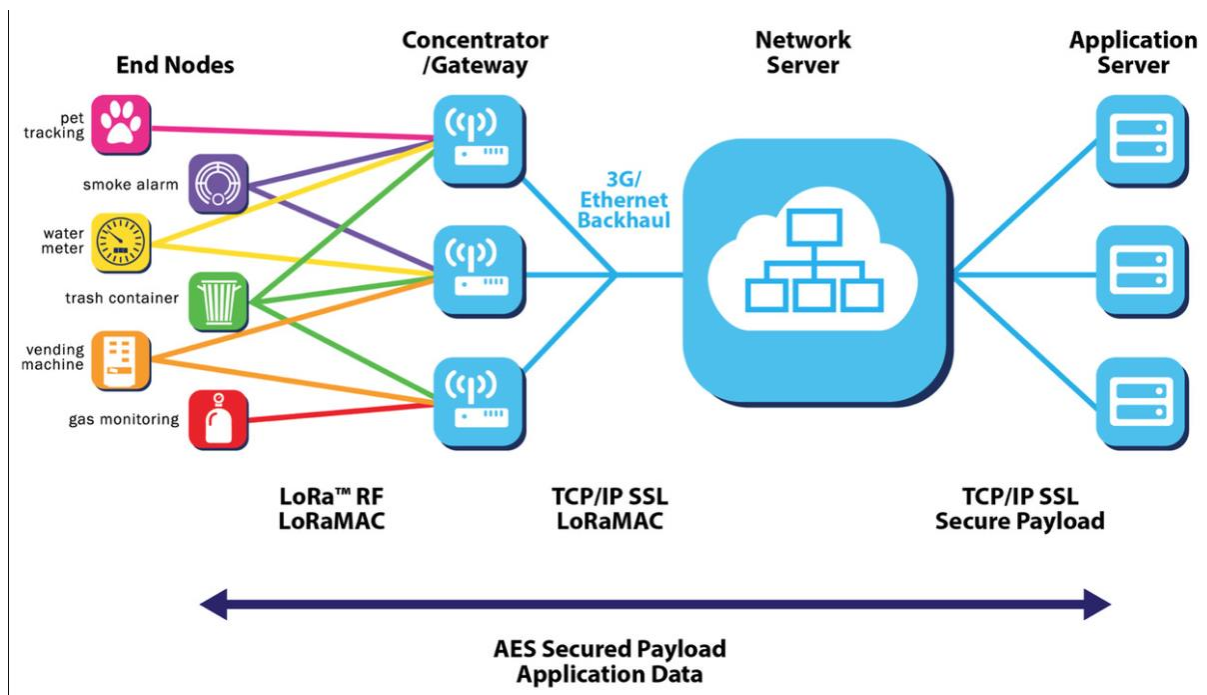 End Nodes
Concentrator
/Gateway
Network
Server
Application
Server
pet
tracking
smoke alarm
water
meter
trash container
vending
machine
gas monitoring
3G/
Ethernet
Backhaul
LoRa™ RF
LoRaMAC
TCP/IP SSL
LoRaMAC
TCP/IP SSL
Secure Payload
AES Secured Payload
Application Data